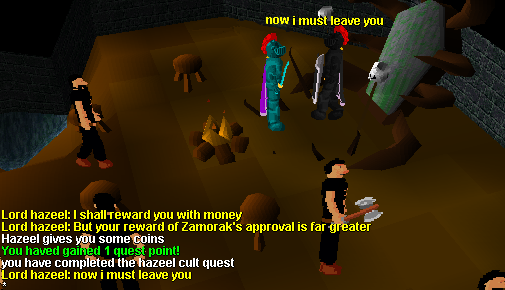 now i must leave you
Lord hazeel: I shall reward you with money
Lord hazeel: But your reward of Zamorak's approval is far greater
Hazeel gives you some coins
You haved gained 1 quest point!
you have completed the hazeel cult quest
Lord hazeel: now i must leave you
*